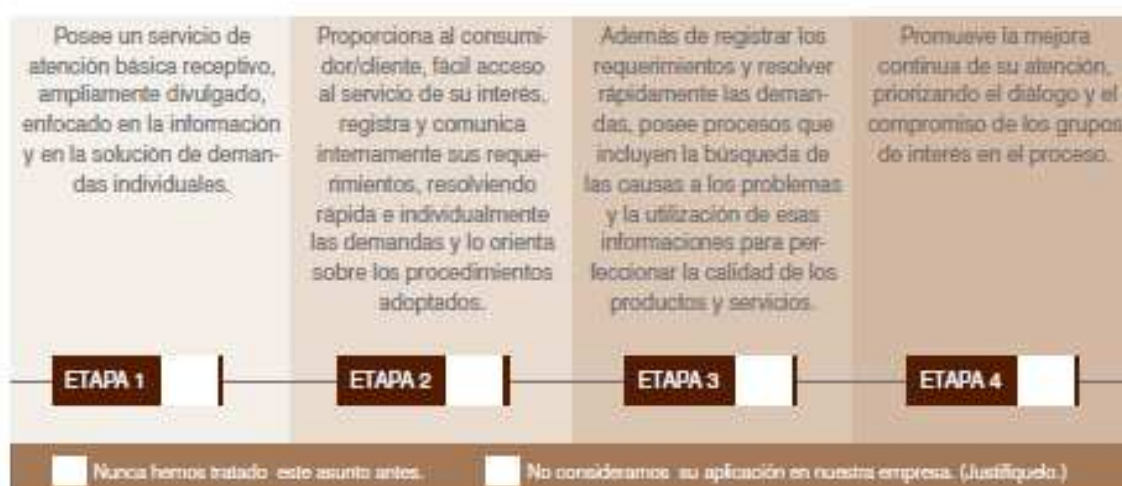 Posee un servicio de
atención básica receptivo,
ampliamente divulgado,
enfocado en la información
y en la solución de deman-
das individuales.
Proporciona al consumi-
dor/cliente, fácil acceso
al servicio de su interés,
registra y comunica
internamente sus reque-
rimientos, resolviendo
rápida e individualmente
las demandas y lo orienta
sobre los procedimientos
adoptados.
Además de registrar los
requerimientos y resolver
rápidamente las deman-
das, posee procesos que
incluyen la búsqueda de
las causas a los problemas
y la utilización de esas
informaciones para per-
feccionar la calidad de los
productos y servicios.
Promueve la mejora
continua de su atención,
priorizando el diálogo y el
compromiso de los grupos
de interés en el proceso.
ETAPA 1
ETAPA 2
ETAPA 3
ETAPA 4
Nunca hemos tratado este asunto antes.
No consideramos su aplicación en nuestra empresa. (Justifíquelo.)